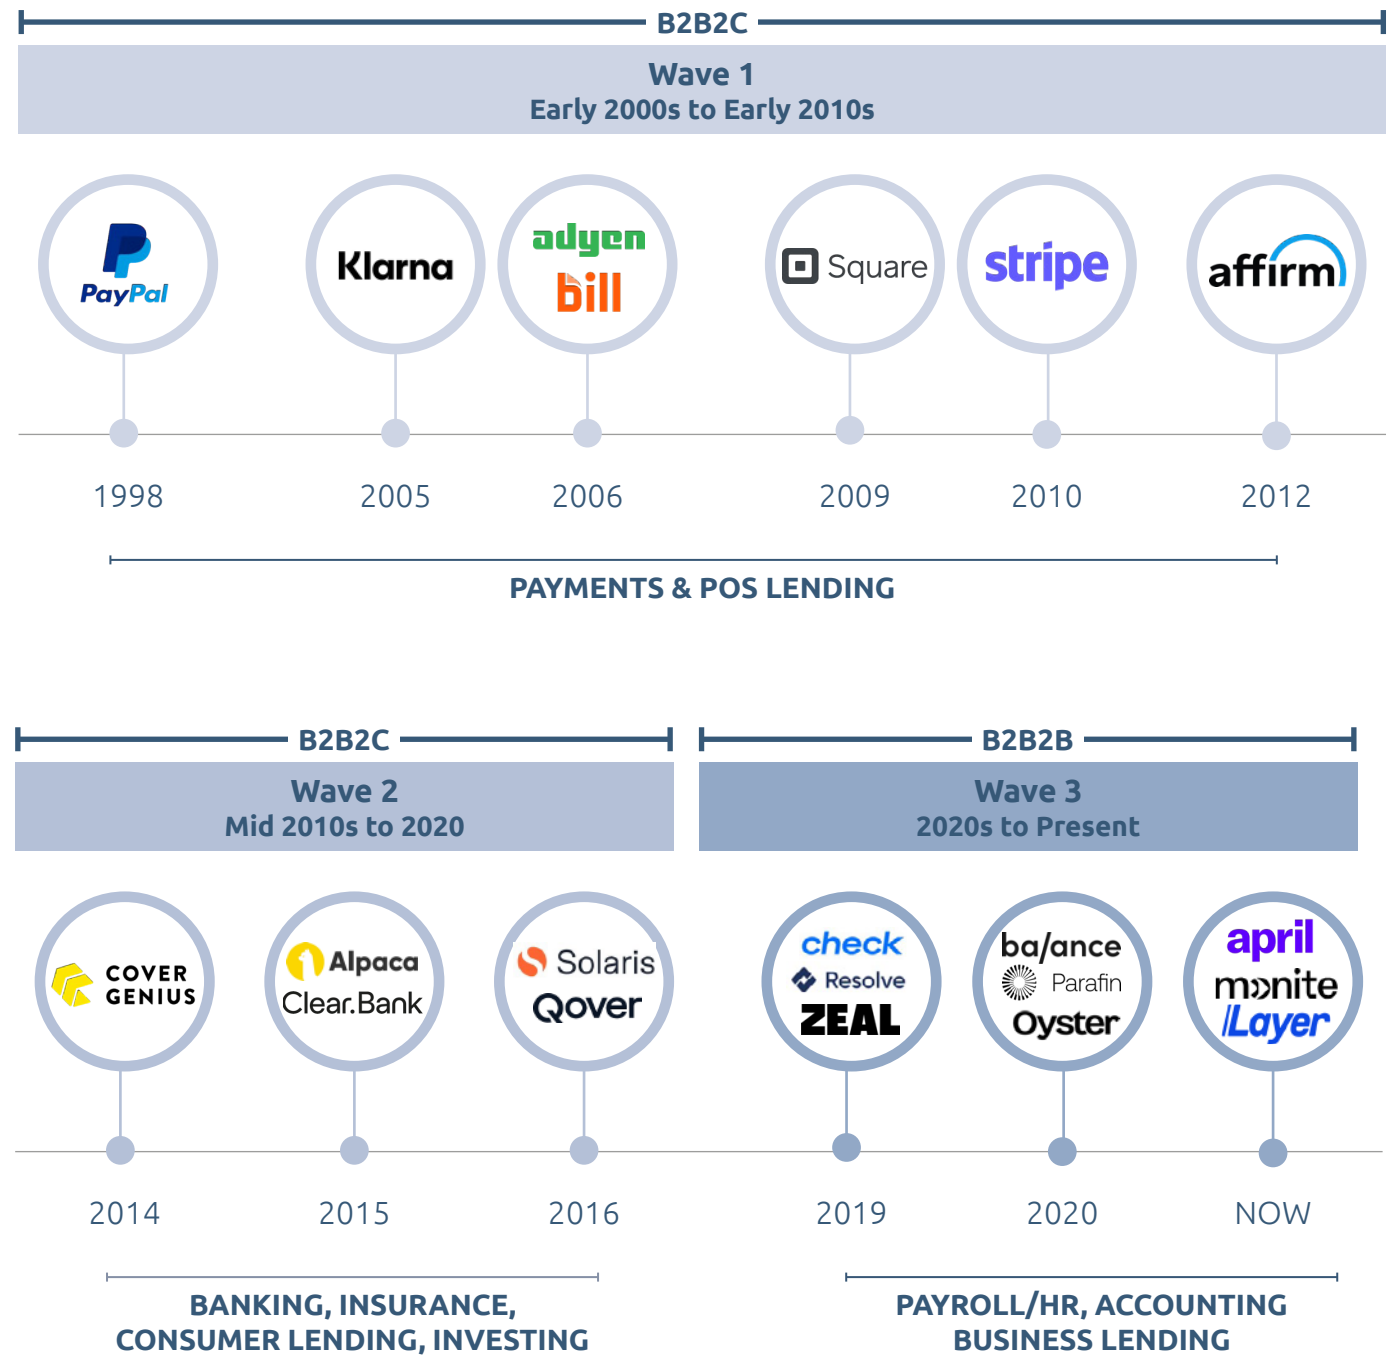 B2B2C
Wave 1
Early 2000s to Early 2010s
PayPal
Klarna
adyen
bill
Square
stripe
affirm
1998
2005
2006
2009
2010
2012
PAYMENTS & POS LENDING
B2B2C
Wave 2
Mid 2010s to 2020
COVER
GENIUS
Alpaca
Clear.Bank
Solaris
Qover
2014
2015
2016
BANKING, INSURANCE,
CONSUMER LENDING, INVESTING
B2B2B
Wave 3
2020s to Present
check
Resolve
ZEAL
ba/ance
Parafin
Oyster
april
monite
Layer
2019
2020
NOW
PAYROLL/HR, ACCOUNTING
BUSINESS LENDING